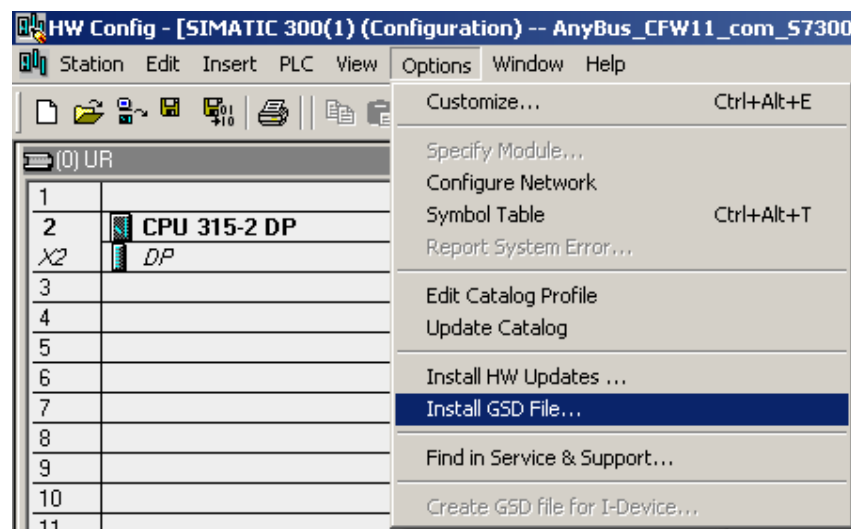 HW Config - [SIMATIC 300(1) (Configuration) -- AnyBus_CFW11_com_S7300
Station Edit Insert PLC View Options Window Help
Customize... Ctrl+Alt+E
Specify Module...
Configure Network
Symbol Table Ctrl+Alt+T
Report System Error...
Edit Catalog Profile
Update Catalog
Install HW Updates ...
Install GSD File...
Find in Service & Support...
Create GSD file for I-Device...
(0) UR
1
2 CPU 315-2 DP
X2 DP
3
4
5
6
7
8
9
10
11